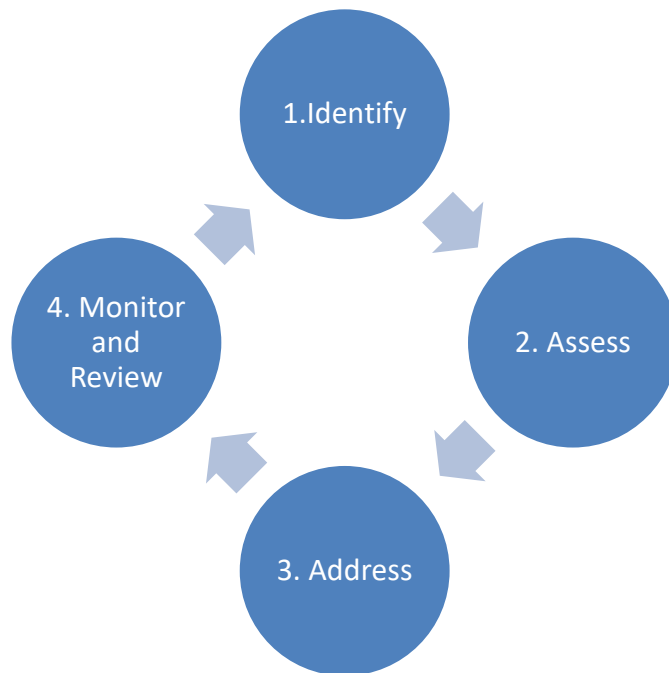 1.Identify
2. Assess
3. Address
4. Monitor
and
Review